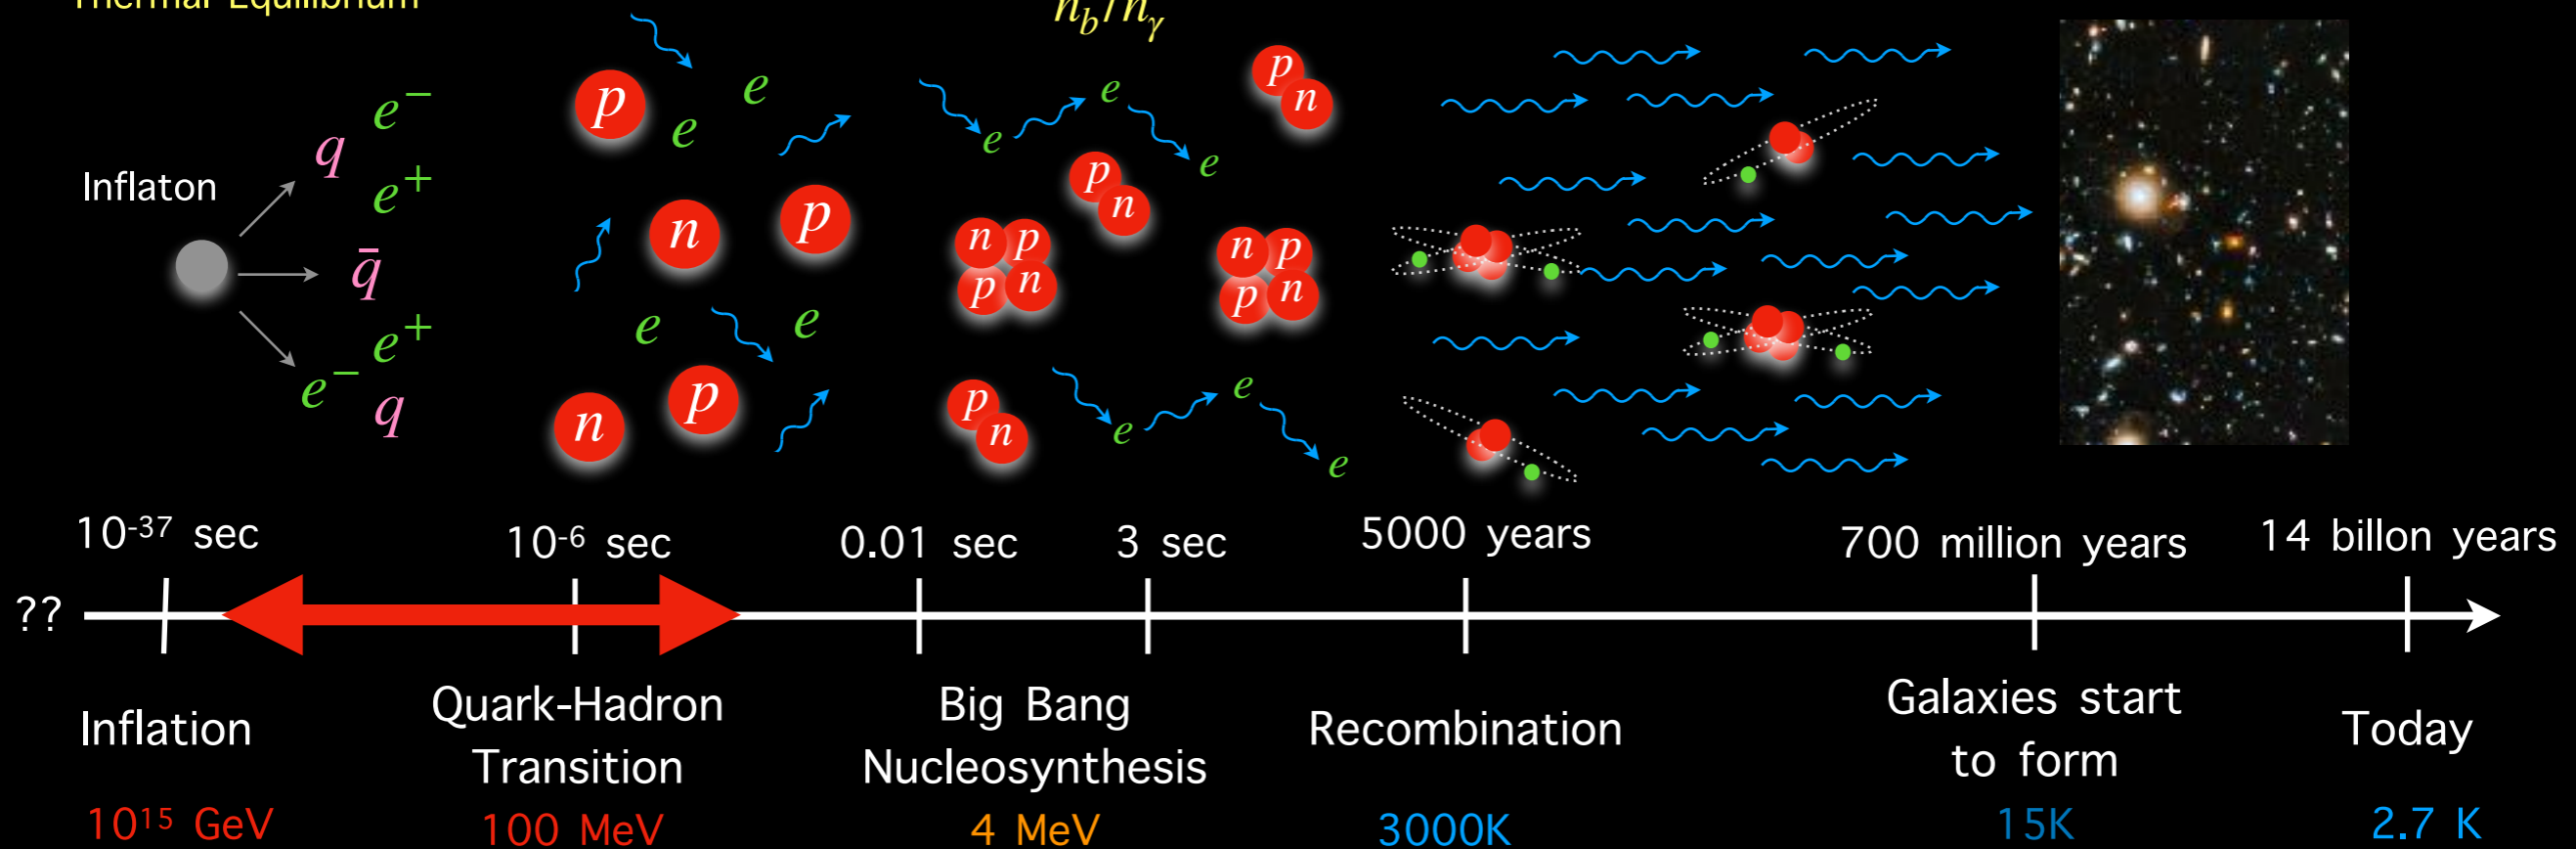 Thermal Equilibrium
n_b/n_γ
Inflaton
q e⁻
e⁺
q̄
e⁺
e⁻ q
p e
e
n p
e e
n p
e
e e
p n
p n
n p
p n
n p
p n
p n
e
e
e
10⁻³⁷ sec 10⁻⁶ sec 0.01 sec 3 sec 5000 years 700 million years 14 billon years
??
Inflation
Quark-Hadron
Transition
Big Bang
Nucleosynthesis
Recombination
Galaxies start
to form
Today
10¹⁵ GeV 100 MeV 4 MeV 3000K 15K 2.7 K